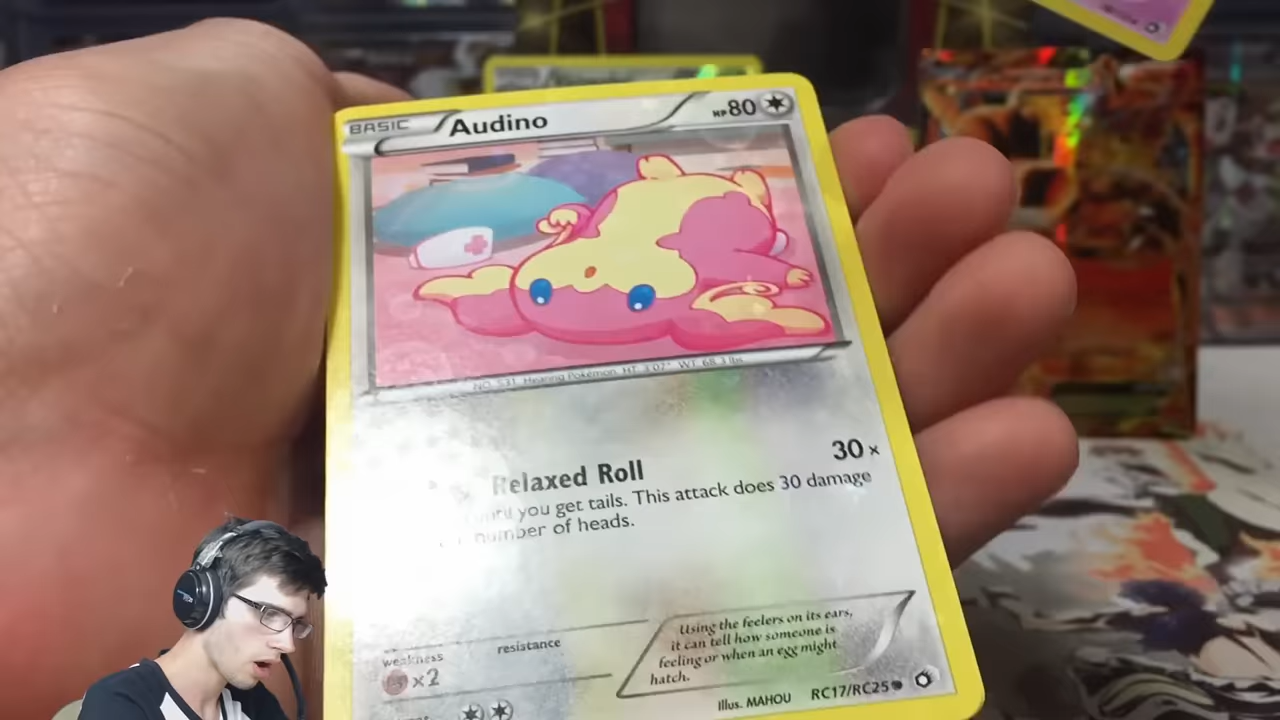 BASIC Audino HP 80
NO. 531 Hearing Pokémon HT 3'07" WT 68.3 lbs
Relaxed Roll 30×
until you get tails. This attack does 30 damage
number of heads.
weakness resistance
×2
Using the feelers on its ears,
it can tell how someone is
feeling or when an egg might
hatch.
Illus. MAHOU RC17/RC25